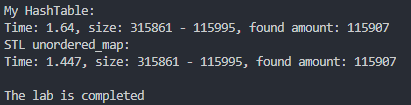 My HashTable:
Time: 1.64, size: 315861 - 115995, found amount: 115907
STL unordered_map:
Time: 1.447, size: 315861 - 115995, found amount: 115907

The lab is completed